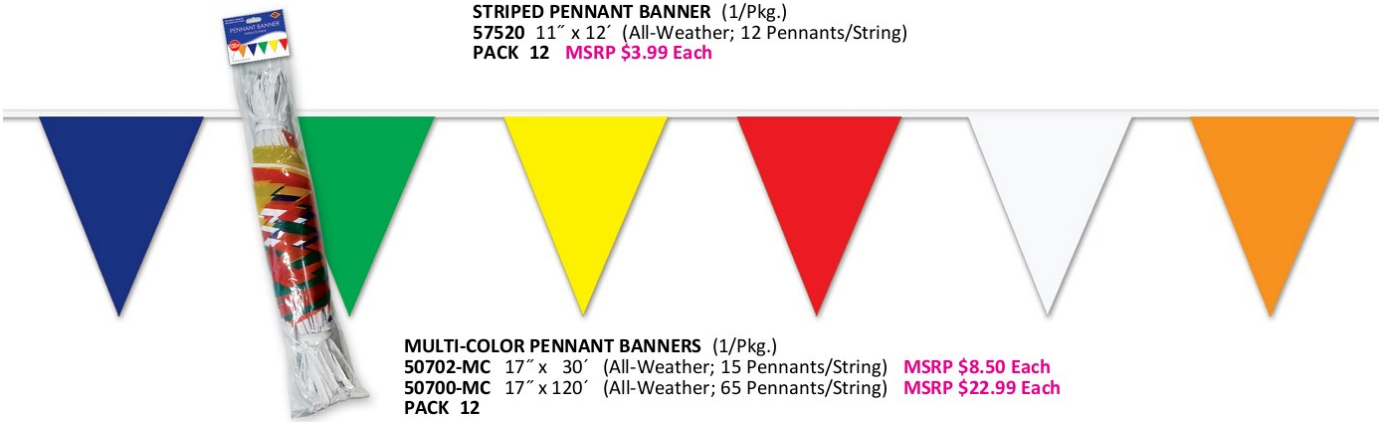 PENNANT BANNER
STRIPED PENNANT BANNER (1/Pkg.)
57520 11˝ x 12´ (All-Weather; 12 Pennants/String)
PACK 12 MSRP $3.99 Each
MULTI-COLOR PENNANT BANNERS (1/Pkg.)
50702-MC 17˝ x 30´ (All-Weather; 15 Pennants/String) MSRP $8.50 Each
50700-MC 17˝ x 120´ (All-Weather; 65 Pennants/String) MSRP $22.99 Each
PACK 12